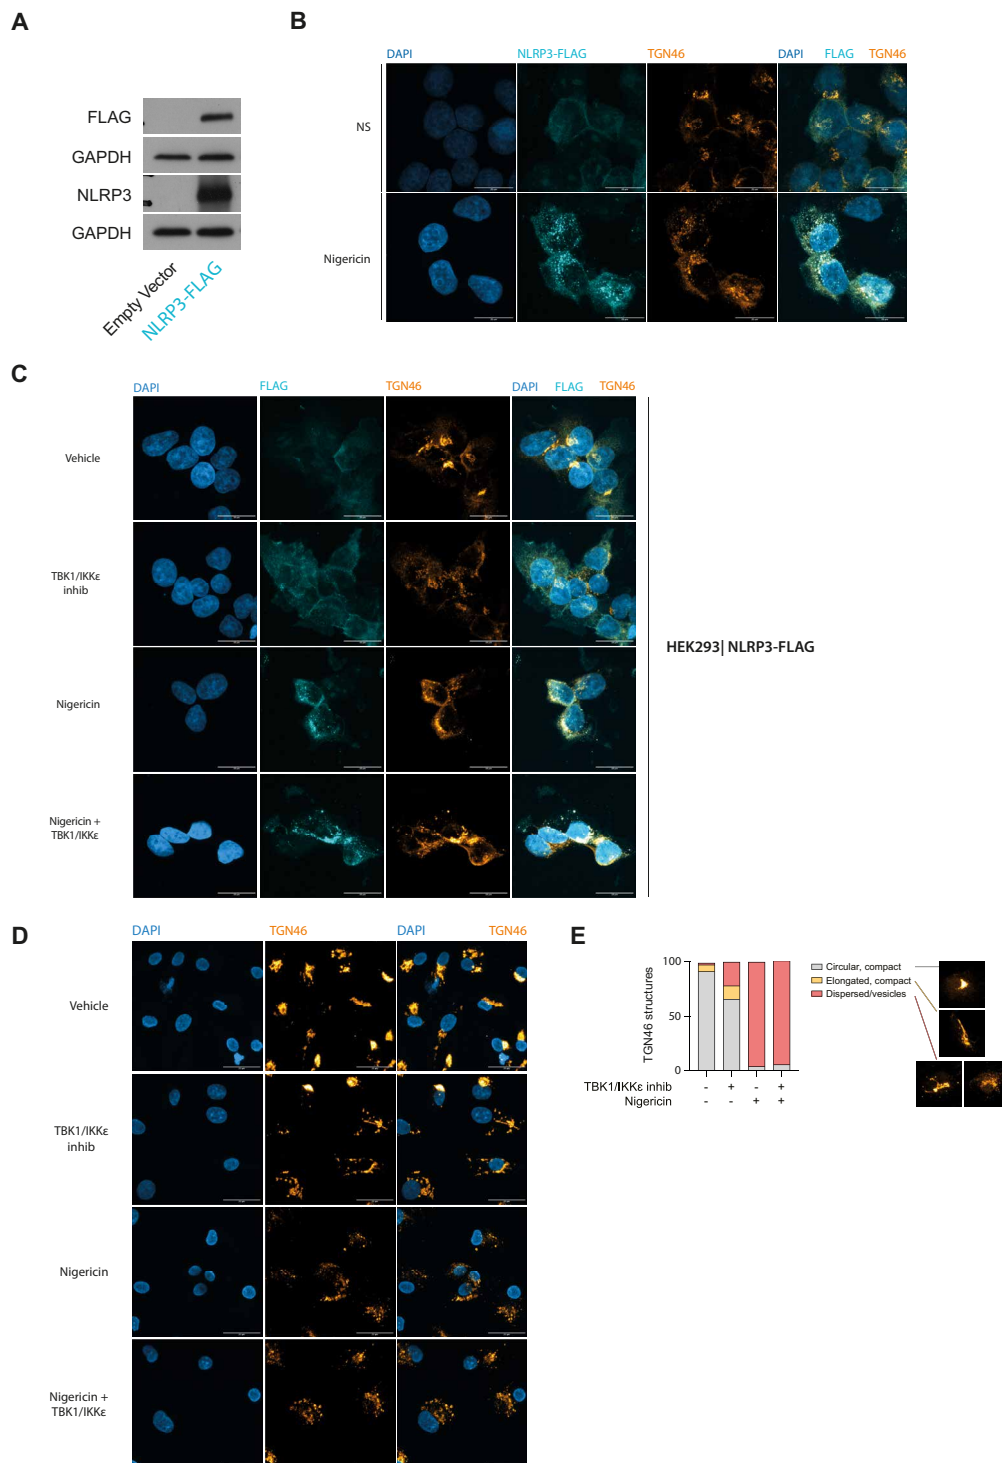 A
FLAG
GAPDH
NLRP3
GAPDH
Empty Vector
NLRP3-FLAG
B
DAPI NLRP3-FLAG TGN46 DAPI FLAG TGN46
NS
Nigericin
C
DAPI FLAG TGN46 DAPI FLAG TGN46
Vehicle
TBK1/IKKε
inhib
Nigericin
Nigericin +
TBK1/IKKε
HEK293| NLRP3-FLAG
D
DAPI TGN46 DAPI TGN46
Vehicle
TBK1/IKKε
inhib
Nigericin
Nigericin +
TBK1/IKKε
E
TGN46 structures
100
50
0
Circular, compact
Elongated, compact
Dispersed/vesicles
TBK1/IKKε inhib - + - +
Nigericin - - + +